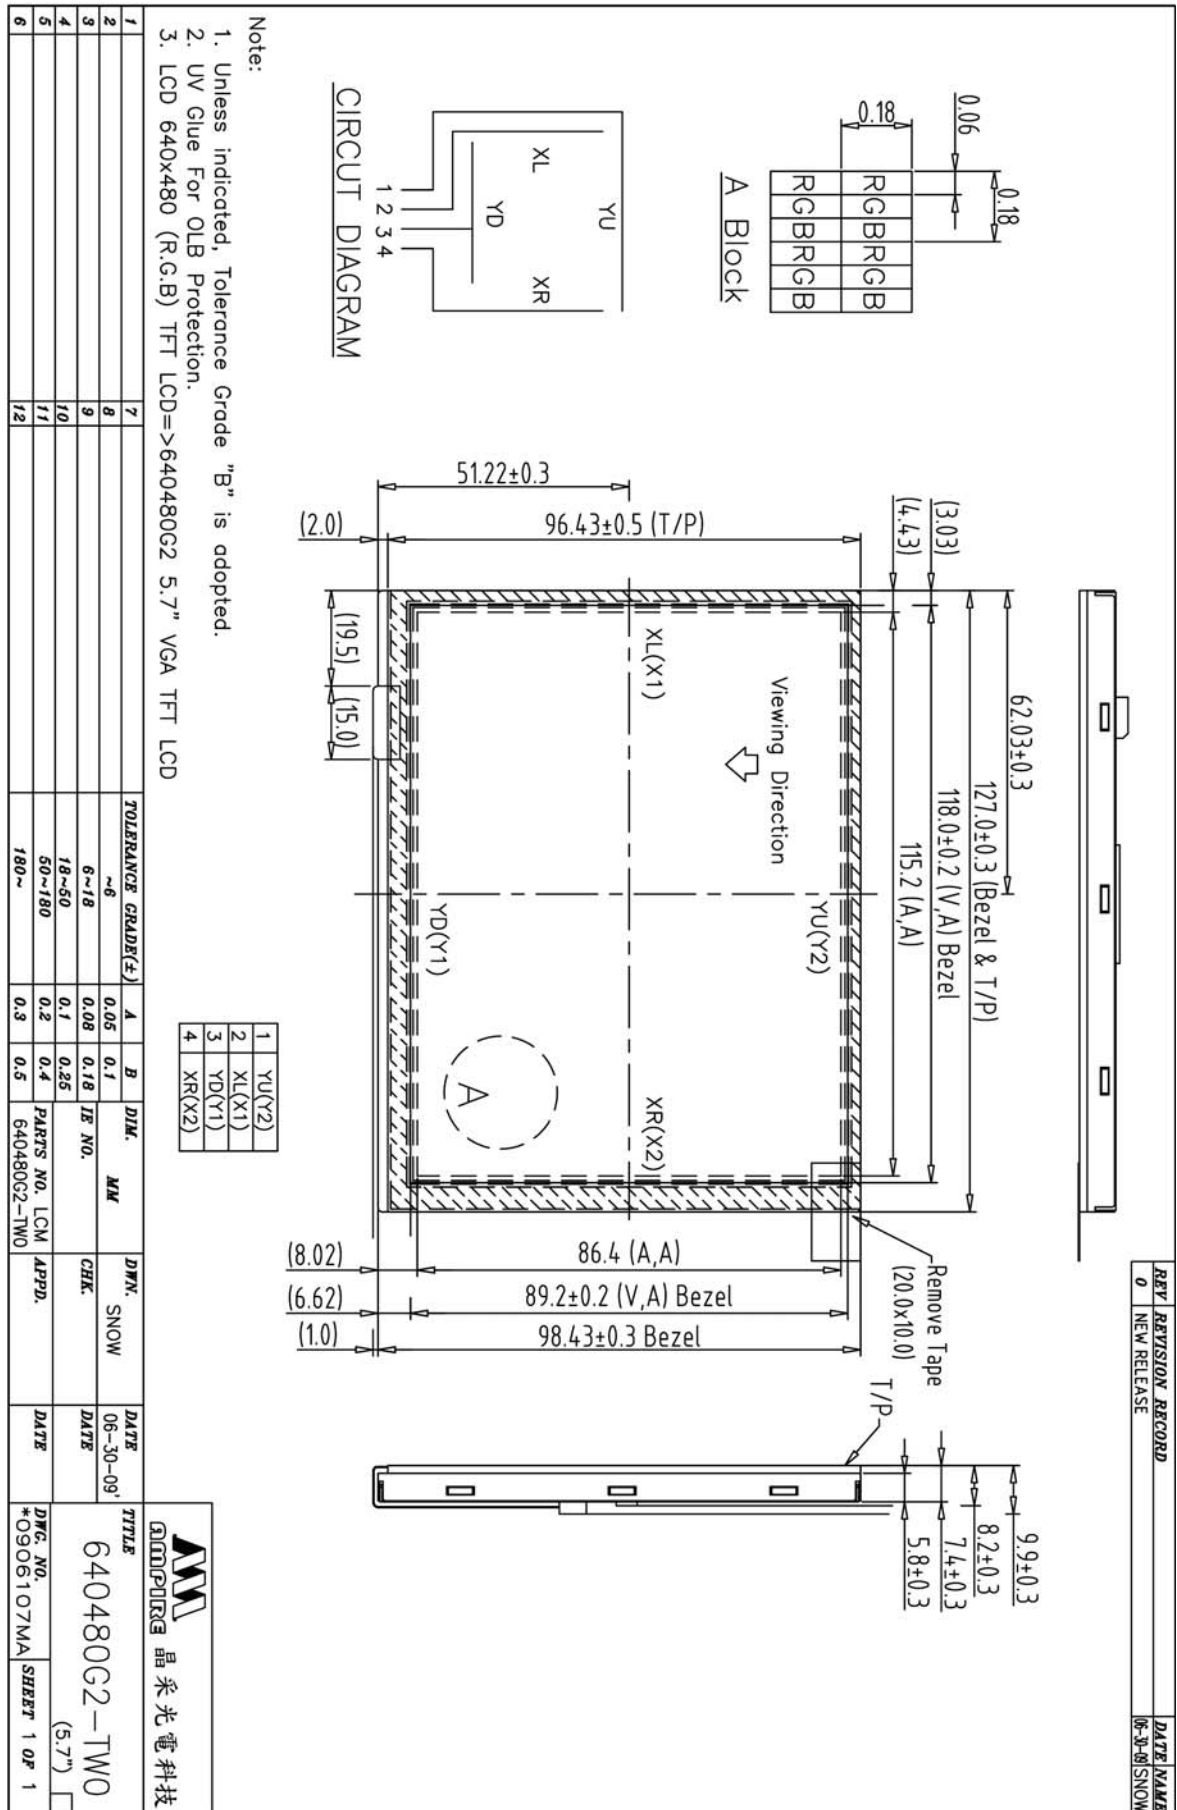 REV REVISION RECORD DATE NAME
0 NEW RELEASE 06-30-09' SNOW
0.06
0.18
0.18
R G B R G B
R G B R G B
A Block
YU
XL
XR
YD
1 2 3 4
CIRCUT DIAGRAM
62.03±0.3
127.0±0.3 (Bezel & T/P)
118.0±0.2 (V,A) Bezel
115.2 (A,A)
(3.03)
(4.43)
96.43±0.5 (T/P)
51.22±0.3
(2.0)
Viewing Direction
XL(X1)
YU(Y2)
YD(Y1)
XR(X2)
A
(19.5)
(15.0)
Remove Tape
(20.0x10.0)
86.4 (A,A)
89.2±0.2 (V,A) Bezel
98.43±0.3 Bezel
(8.02)
(6.62)
(1.0)
T/P
9.9±0.3
8.2±0.3
7.4±0.3
5.8±0.3
Note:
1. Unless indicated, Tolerance Grade "B" is adopted.
2. UV Glue For OLB Protection.
3. LCD 640x480 (R.G.B) TFT LCD=>640480G2 5.7" VGA TFT LCD
1 YU(Y2)
2 XL(X1)
3 YD(Y1)
4 XR(X2)
1 7
2 8
3 9
4 10
5 11
6 12
TOLERANCE GRADE(±) A B
~6 0.05 0.1
6~18 0.08 0.18
18~50 0.1 0.25
50~180 0.2 0.4
180~ 0.3 0.5
DIM. MM
IE NO.
PARTS NO. LCM
640480G2-TW0
DWN. SNOW
CHK.
APPD.
DATE
06-30-09'
DATE
DATE
AMPIRE 晶采光電科技
TITLE
640480G2-TW0
(5.7")
DWG. NO.
*0906107MA
SHEET 1 OF 1